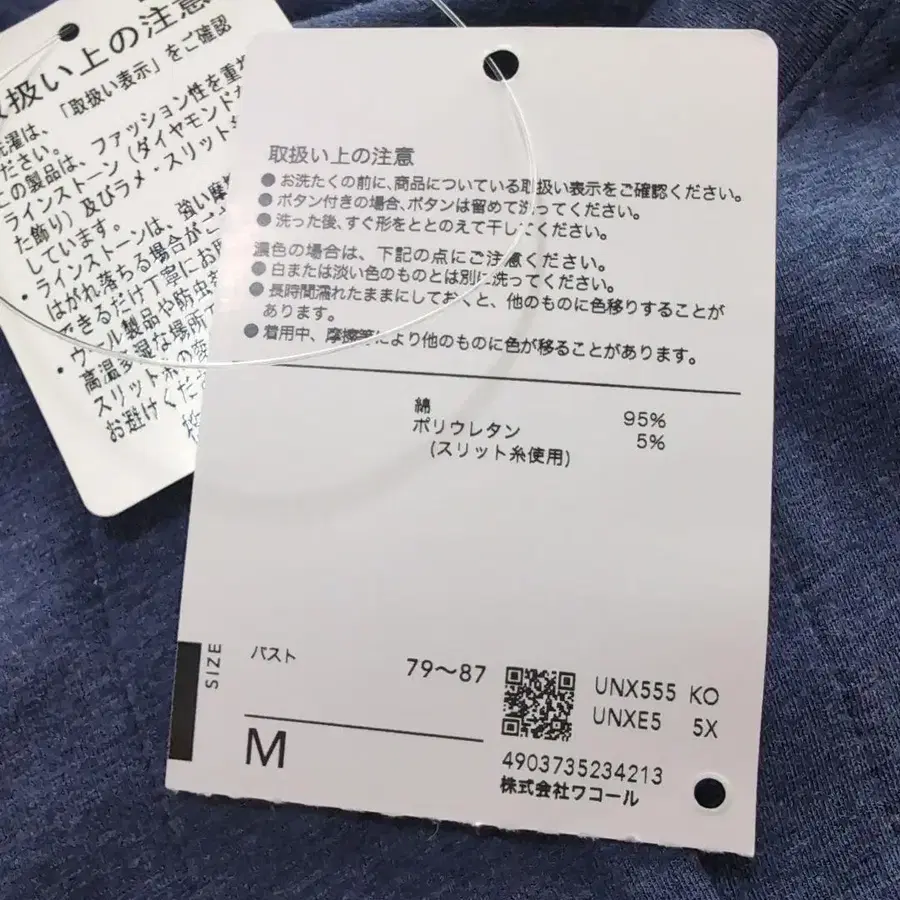 取扱い上の注意
「取扱い表示」をご確認
ださい。
この製品は、ファッション性を重ね
ラインストーン（ダイヤモンド
た飾り）及びラメ・スリット
しています。
・ラインストーンは、強い摩
はがれ落ちる場合が
できるだけ丁寧にお
・ウール製品や防虫
高温多湿な場所
スリット糸の変
お避けくだ
取扱い上の注意
●お洗たくの前に、商品についている取扱い表示をご確認ください。
●ボタン付きの場合、ボタンは留めて洗ってください。
●洗った後、すぐ形をととのえて干してください。
濃色の場合は、下記の点にご注意ください。
●白または淡い色のものとは別に洗ってください。
●長時間濡れたままにしておくと、他のものに色移りすることが
あります。
●着用中、摩擦等により他のものに色が移ることがあります。
綿 95%
ポリウレタン 5%
(スリット糸使用)
SIZE
バスト 79〜87
M
UNX555 KO
UNXE5 5X
4903735234213
株式会社ワコール